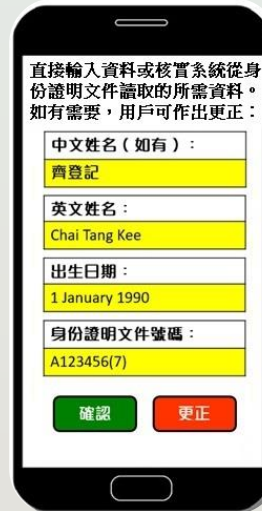 直接輸入資料或核實系統從身
份證明文件讀取的所需資料。
如有需要，用戶可作出更正：
中文姓名（如有）：
齊登記
英文姓名：
Chai Tang Kee
出生日期：
1 January 1990
身份證明文件號碼：
A123456(7)
確認 更正